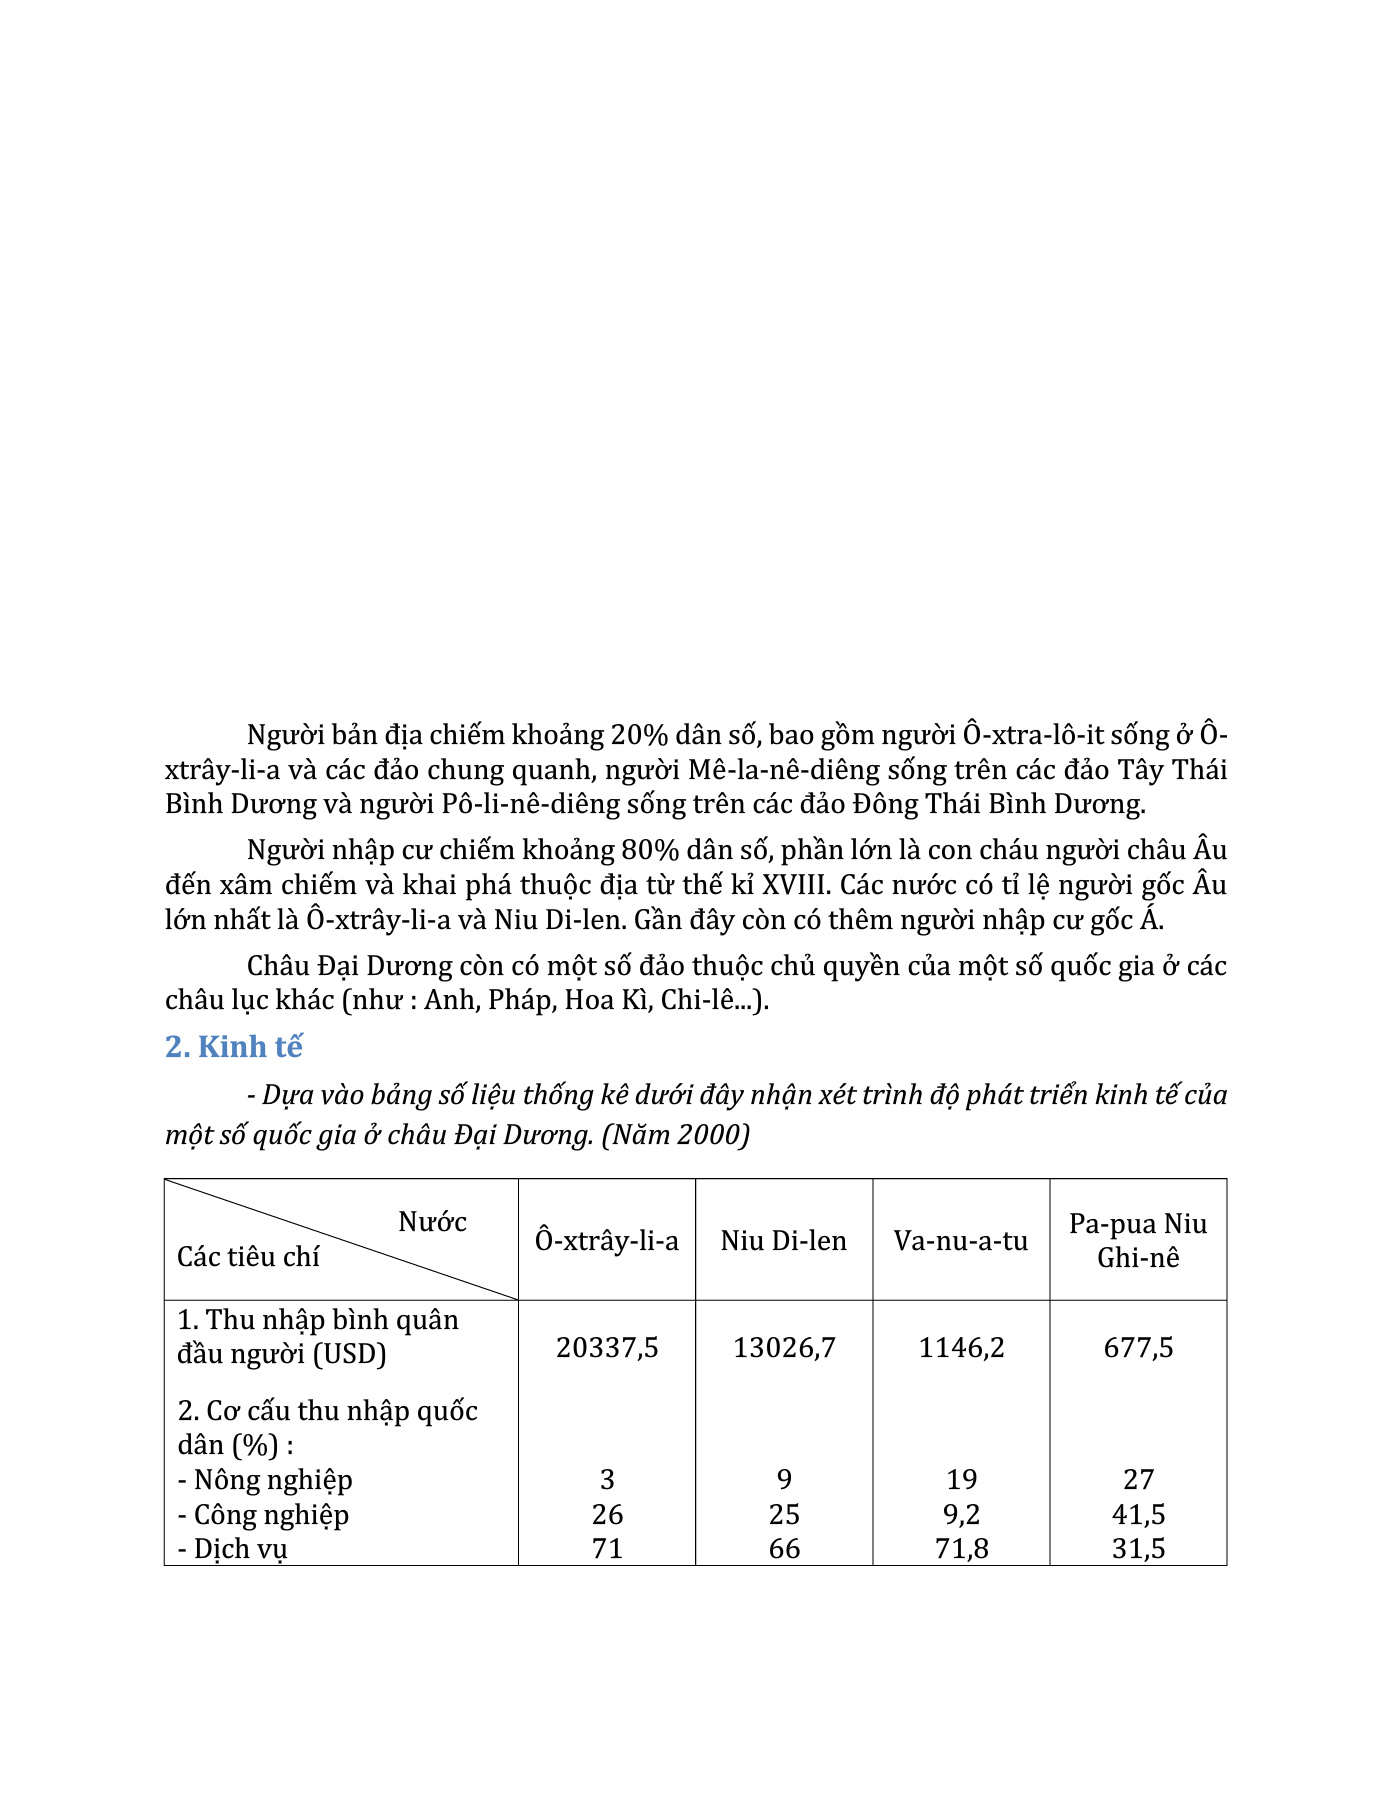 Người bản địa chiếm khoảng 20% dân số, bao gồm người Ô-xtra-lô-it sống ở Ô-
xtrây-li-a và các đảo chung quanh, người Mê-la-nê-diêng sống trên các đảo Tây Thái
Bình Dương và người Pô-li-nê-diêng sống trên các đảo Đông Thái Bình Dương.
Người nhập cư chiếm khoảng 80% dân số, phần lớn là con cháu người châu Âu
đến xâm chiếm và khai phá thuộc địa từ thế kỉ XVIII. Các nước có tỉ lệ người gốc Âu
lớn nhất là Ô-xtrây-li-a và Niu Di-len. Gần đây còn có thêm người nhập cư gốc Á.
Châu Đại Dương còn có một số đảo thuộc chủ quyền của một số quốc gia ở các
châu lục khác (như : Anh, Pháp, Hoa Kì, Chi-lê...).
2. Kinh tế
- Dựa vào bảng số liệu thống kê dưới đây nhận xét trình độ phát triển kinh tế của
một số quốc gia ở châu Đại Dương. (Năm 2000)
Nước
Các tiêu chí
Ô-xtrây-li-a
Niu Di-len
Va-nu-a-tu
Pa-pua Niu
Ghi-nê
1. Thu nhập bình quân
đầu người (USD)
20337,5
13026,7
1146,2
677,5
2. Cơ cấu thu nhập quốc
dân (%) :
- Nông nghiệp 3 9 19 27
- Công nghiệp 26 25 9,2 41,5
- Dịch vụ 71 66 71,8 31,5